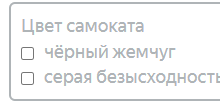 Цвет самоката
чёрный жемчуг
серая безысходность